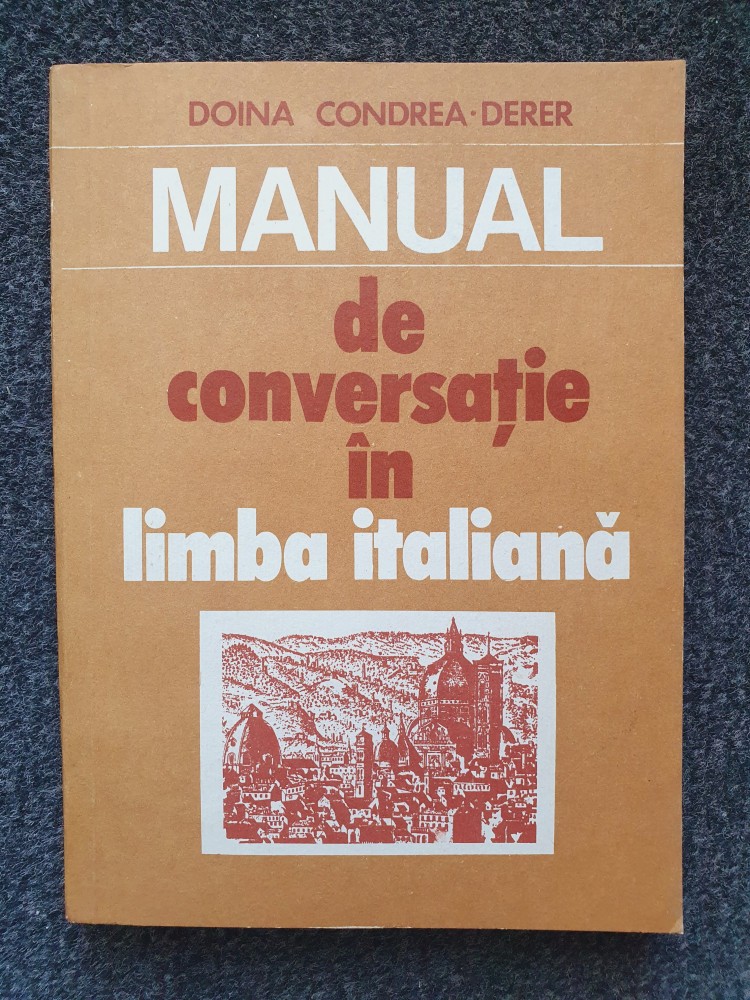 DOINA CONDREA·DERER
MANUAL
de
conversație
în
limba italiană